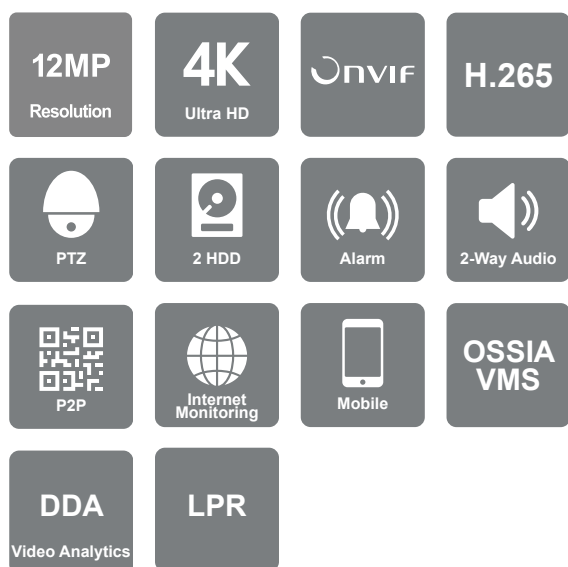 12MP
Resolution
4K
Ultra HD
ONVIF
H.265
PTZ
2 HDD
Alarm
2-Way Audio
P2P
Internet
Monitoring
Mobile
OSSIA
VMS
DDA
Video Analytics
LPR